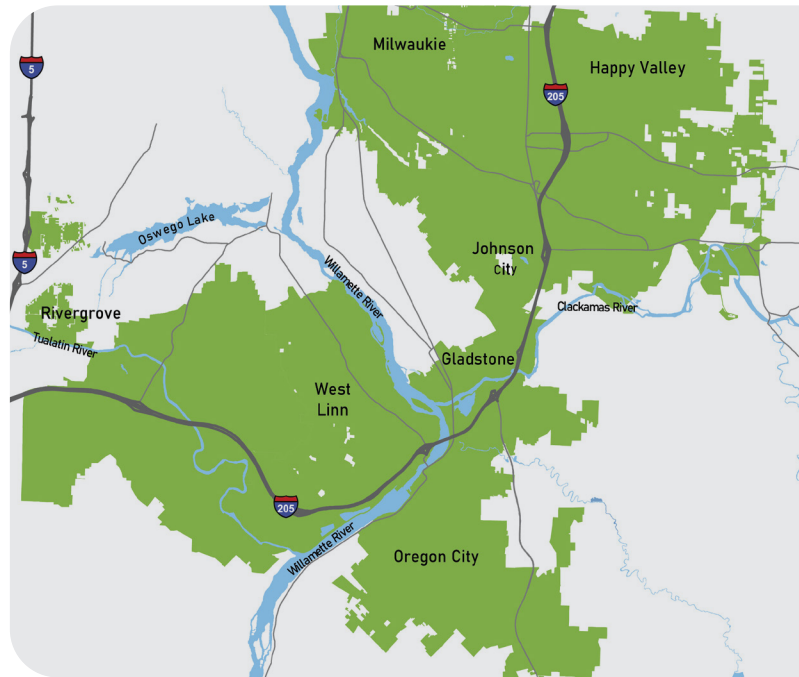 Milwaukie
5
Happy Valley
205
Oswego Lake
Johnson
City
5
Willamette River
Clackamas River
Rivergrove
Tualatin River
Gladstone
West
Linn
205
Willamette River
Oregon City